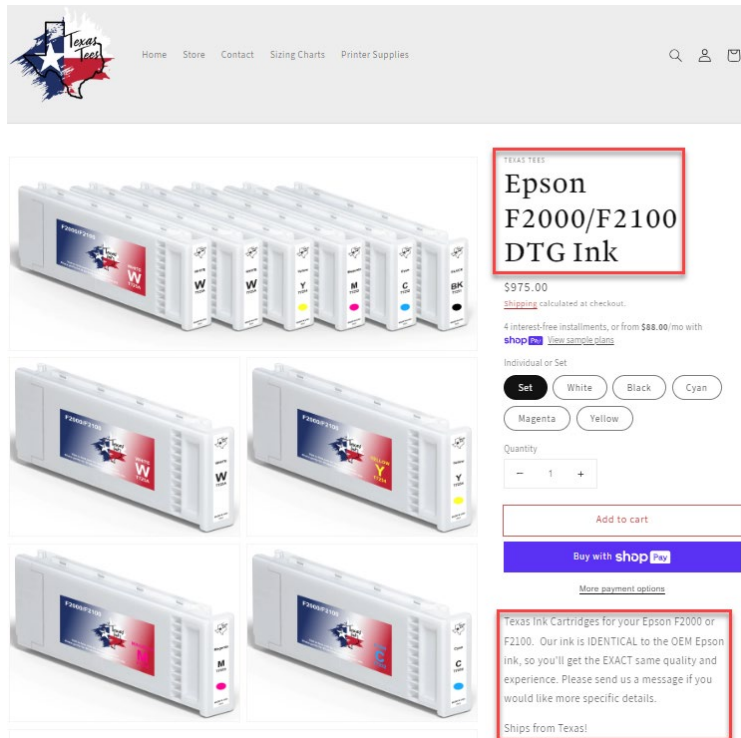 Texas
Tees
Home Store Contact Sizing Charts Printer Supplies
TEXAS TEES
Epson
F2000/F2100
DTG Ink
$975.00
Shipping calculated at checkout.
4 interest-free installments, or from $88.00/mo with
shop Pay View sample plans
Individual or Set
Set White Black Cyan
Magenta Yellow
Quantity
− 1 +
Add to cart
Buy with shop Pay
More payment options
Texas Ink Cartridges for your Epson F2000 or
F2100. Our ink is IDENTICAL to the OEM Epson
ink, so you'll get the EXACT same quality and
experience. Please send us a message if you
would like more specific details.
Ships from Texas!
F2000/F2100
W
W W Y M C BK
F2000/F2100
W
W
F2000/F2100
YELLOW
Y
Y
F2000/F2100
M
M
F2000/F2100
C
C